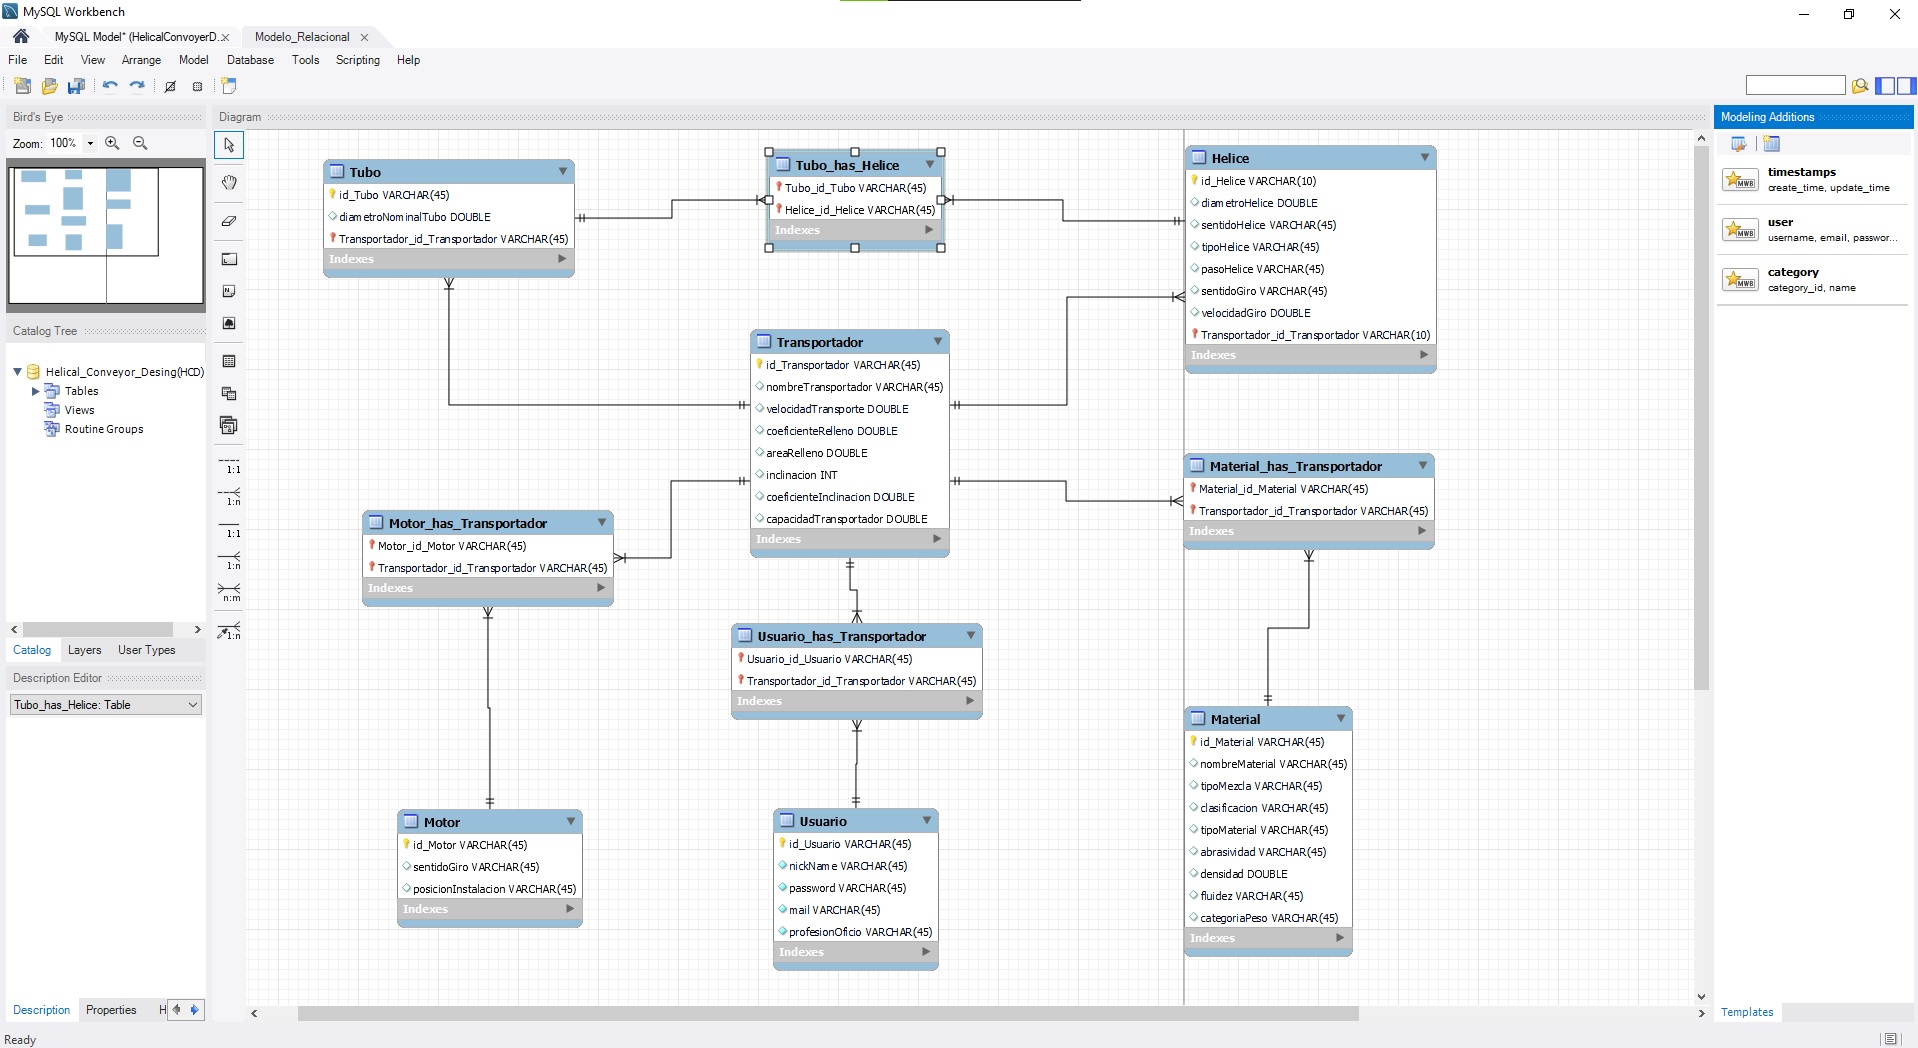 MySQL Workbench
MySQL Model* (HelicalConvoyerD...
Modelo_Relacional
File Edit View Arrange Model Database Tools Scripting Help
Bird's Eye
Zoom: 100%
Catalog Tree
Helical_Conveyor_Desing(HCD)
Tables
Views
Routine Groups
Catalog Layers User Types
Description Editor
Tubo_has_Helice: Table
Description Properties H
Ready
Diagram
1:1
1:n
1:1
1:n
n:m
1:n
Tubo
id_Tubo VARCHAR(45)
diametroNominalTubo DOUBLE
Transportador_id_Transportador VARCHAR(45)
Indexes
Tubo_has_Helice
Tubo_id_Tubo VARCHAR(45)
Helice_id_Helice VARCHAR(45)
Indexes
Helice
id_Helice VARCHAR(10)
diametroHelice DOUBLE
sentidoHelice VARCHAR(45)
tipoHelice VARCHAR(45)
pasoHelice VARCHAR(45)
sentidoGiro VARCHAR(45)
velocidadGiro DOUBLE
Transportador_id_Transportador VARCHAR(10)
Indexes
Transportador
id_Transportador VARCHAR(45)
nombreTransportador VARCHAR(45)
velocidadTransporte DOUBLE
coeficienteRelleno DOUBLE
areaRelleno DOUBLE
inclinacion INT
coeficienteInclinacion DOUBLE
capacidadTransportador DOUBLE
Indexes
Material_has_Transportador
Material_id_Material VARCHAR(45)
Transportador_id_Transportador VARCHAR(45)
Indexes
Motor_has_Transportador
Motor_id_Motor VARCHAR(45)
Transportador_id_Transportador VARCHAR(45)
Indexes
Usuario_has_Transportador
Usuario_id_Usuario VARCHAR(45)
Transportador_id_Transportador VARCHAR(45)
Indexes
Motor
id_Motor VARCHAR(45)
sentidoGiro VARCHAR(45)
posicionInstalacion VARCHAR(45)
Indexes
Usuario
id_Usuario VARCHAR(45)
nickName VARCHAR(45)
password VARCHAR(45)
mail VARCHAR(45)
profesionOficio VARCHAR(45)
Indexes
Material
id_Material VARCHAR(45)
nombreMaterial VARCHAR(45)
tipoMezcla VARCHAR(45)
clasificacion VARCHAR(45)
tipoMaterial VARCHAR(45)
abrasividad VARCHAR(45)
densidad DOUBLE
fluidez VARCHAR(45)
categoriaPeso VARCHAR(45)
Indexes
Modeling Additions
MWB
timestamps
create_time, update_time
MWB
user
username, email, passwor...
MWB
category
category_id, name
Templates